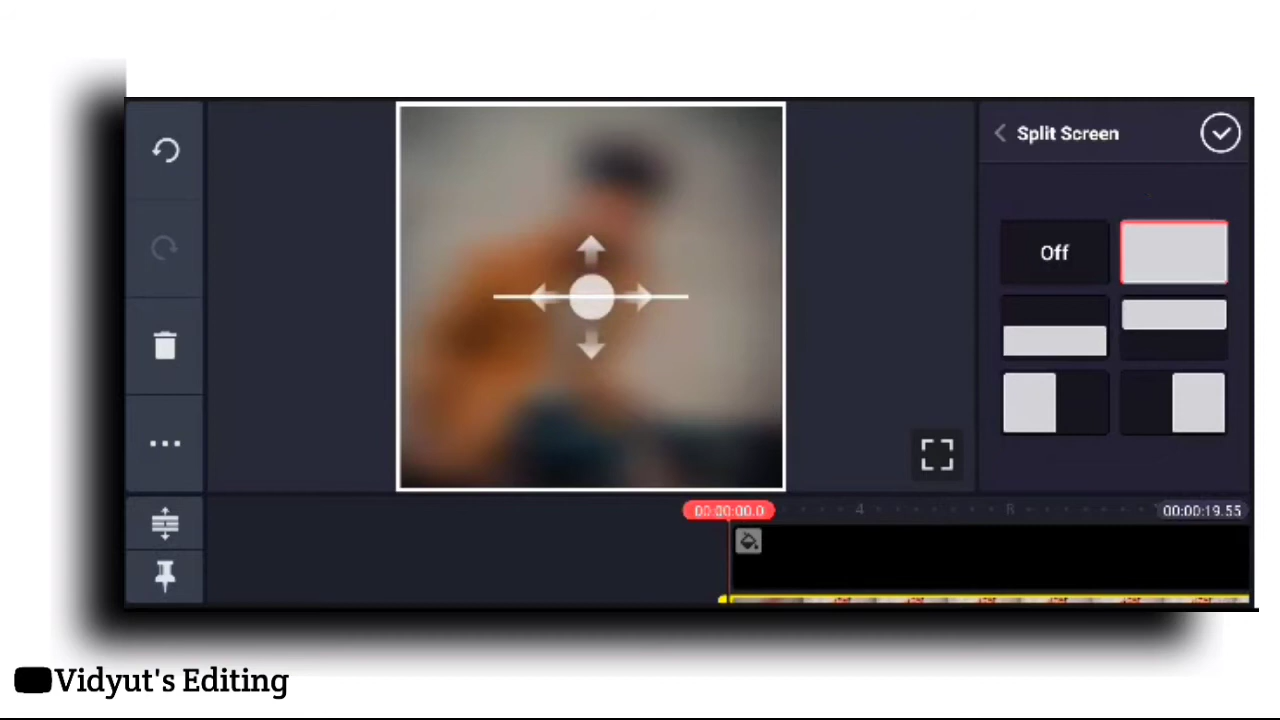 Split Screen
Off
00:00:00.0
4
8
00:00:19.55
Vidyut's Editing